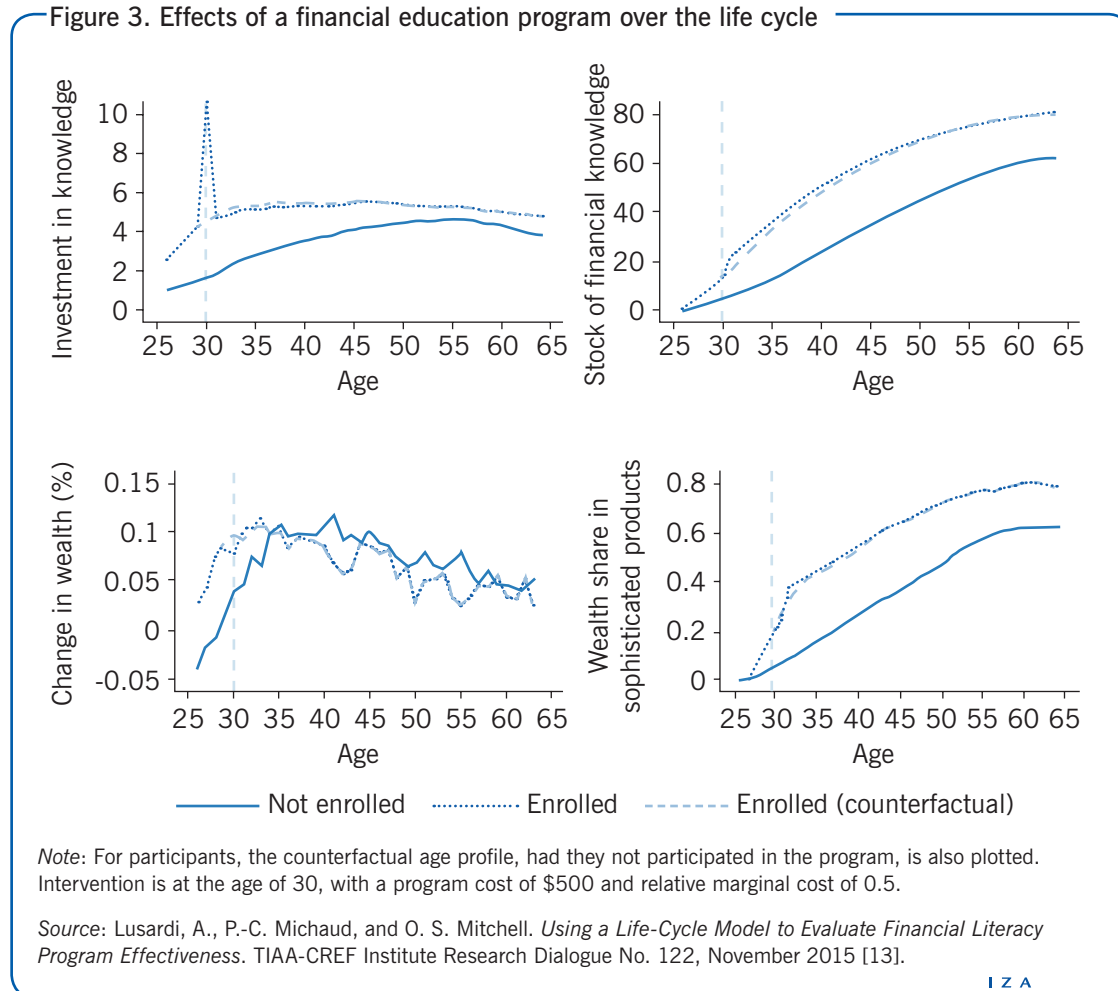 Figure 3. Effects of a financial education program over the life cycle
Investment in knowledge
10
8
6
4
2
0
25 30 35 40 45 50 55 60 65
Age
Stock of financial knowledge
80
60
40
20
0
25 30 35 40 45 50 55 60 65
Age
Change in wealth (%)
0.15
0.10
0.05
0
-0.05
25 30 35 40 45 50 55 60 65
Age
Wealth share in
sophisticated products
0.8
0.6
0.4
0.2
0
25 30 35 40 45 50 55 60 65
Age
Not enrolled Enrolled Enrolled (counterfactual)
Note: For participants, the counterfactual age profile, had they not participated in the program, is also plotted.
Intervention is at the age of 30, with a program cost of $500 and relative marginal cost of 0.5.
Source: Lusardi, A., P.-C. Michaud, and O. S. Mitchell. Using a Life-Cycle Model to Evaluate Financial Literacy
Program Effectiveness. TIAA-CREF Institute Research Dialogue No. 122, November 2015 [13].
I Z A